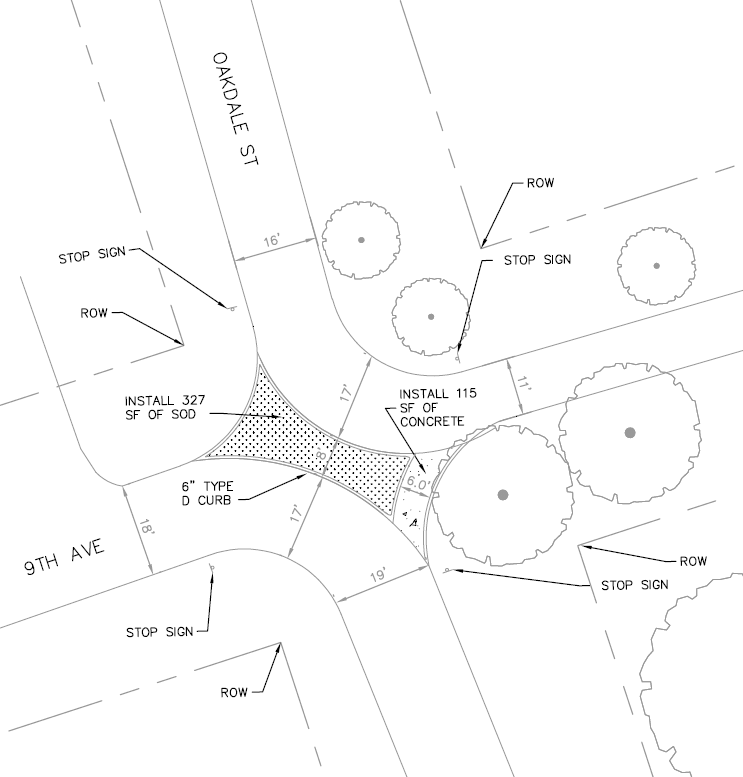 OAKDALE ST
ROW
16'
STOP SIGN
STOP SIGN
ROW
17'
11'
INSTALL 327
SF OF SOD
INSTALL 115
SF OF
CONCRETE
8'
6" TYPE
D CURB
6.0'
17'
18'
9TH AVE
19'
ROW
STOP SIGN
STOP SIGN
ROW